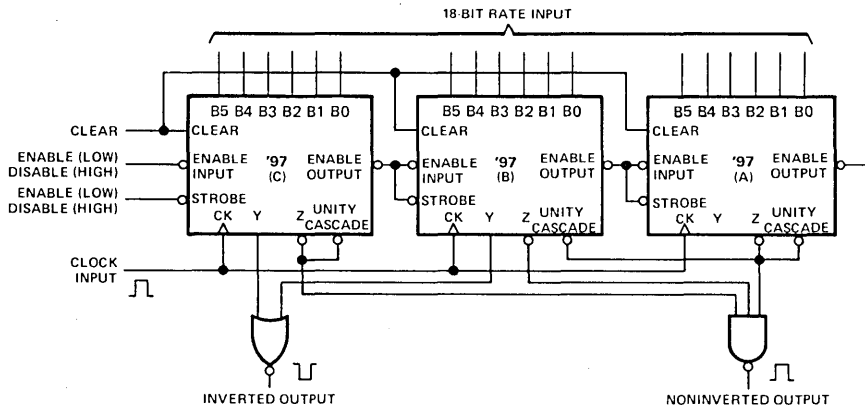 18-BIT RATE INPUT
B5 B4 B3 B2 B1 B0
B5 B4 B3 B2 B1 B0
B5 B4 B3 B2 B1 B0
CLEAR
CLEAR
CLEAR
CLEAR
ENABLE (LOW)
DISABLE (HIGH)
ENABLE
INPUT
'97
(C)
ENABLE
OUTPUT
ENABLE
INPUT
'97
(B)
ENABLE
OUTPUT
ENABLE
INPUT
'97
(A)
ENABLE
OUTPUT
ENABLE (LOW)
DISABLE (HIGH)
STROBE
STROBE
STROBE
CK Y Z UNITY
CASCADE
CK Y Z UNITY
CASCADE
CK Y Z UNITY
CASCADE
CLOCK
INPUT
INVERTED OUTPUT
NONINVERTED OUTPUT